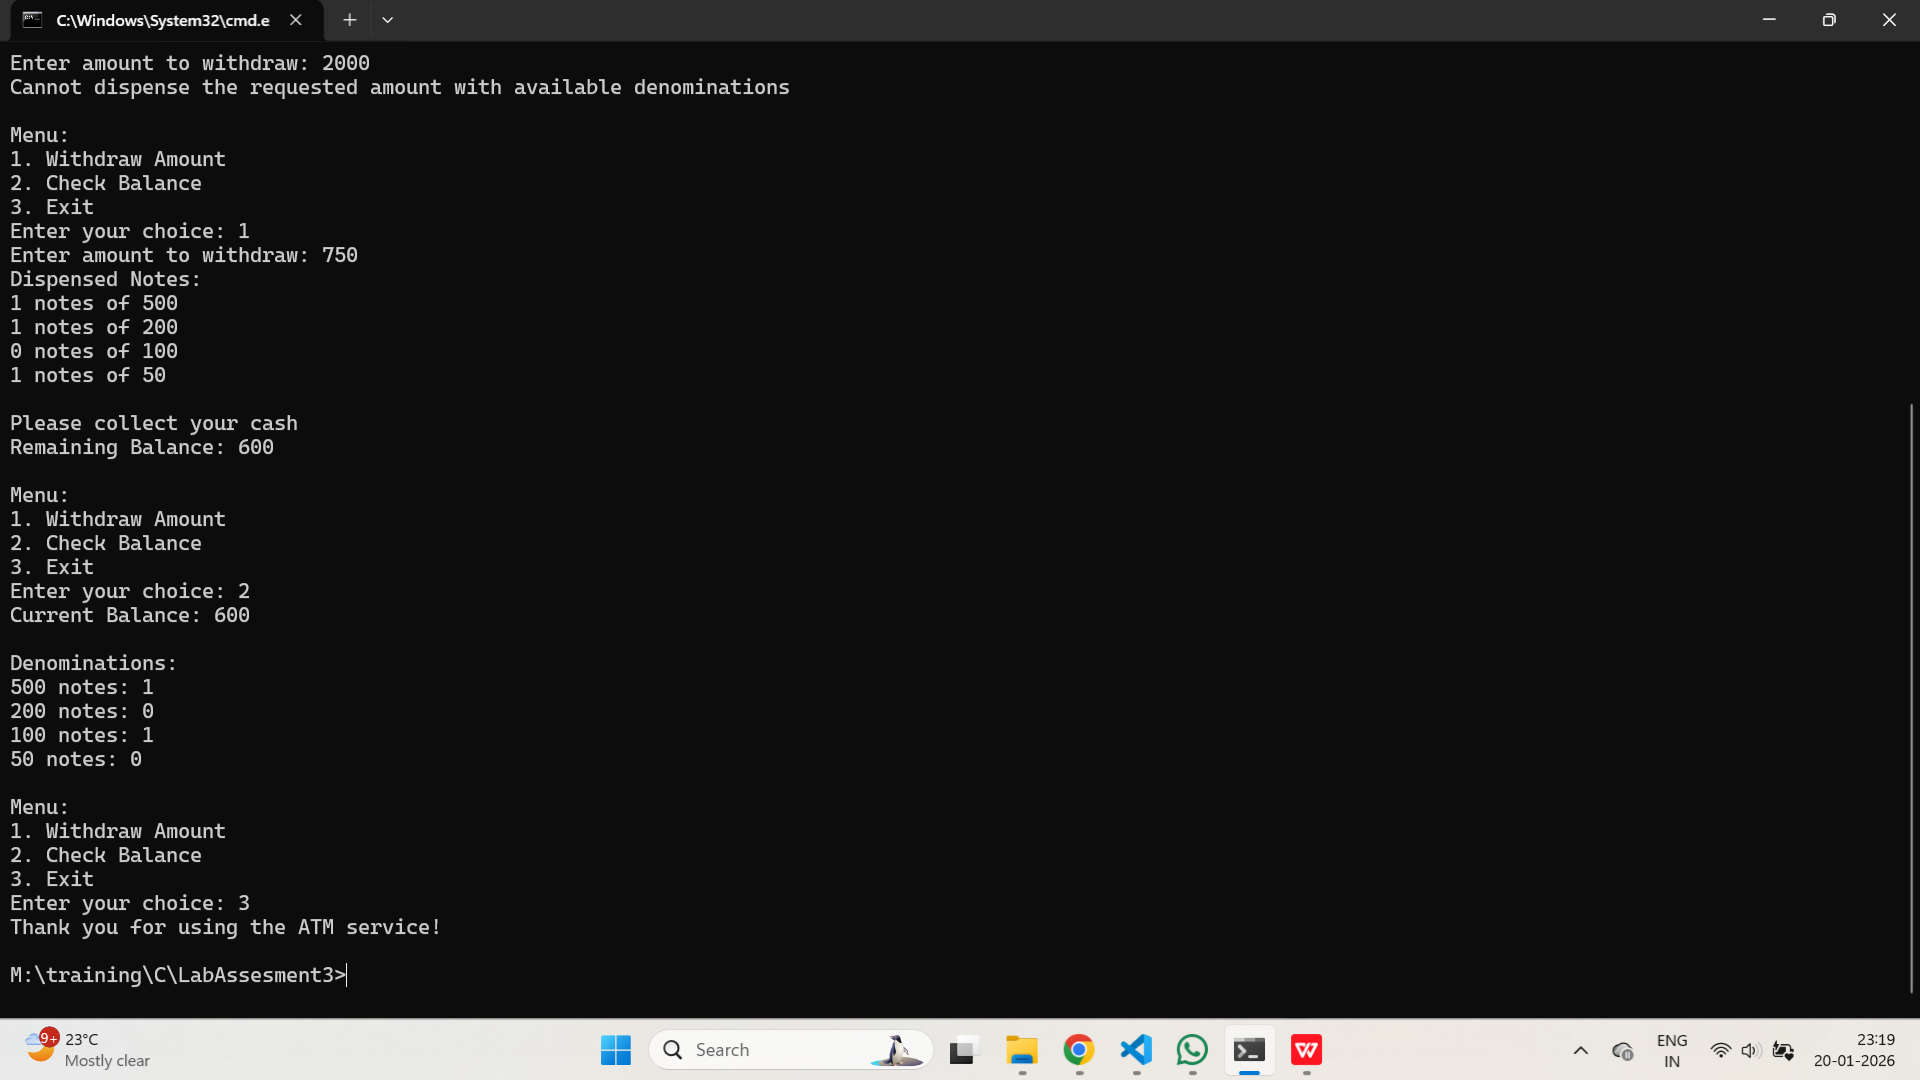 C:\Windows\System32\cmd.e
Enter amount to withdraw: 2000
Cannot dispense the requested amount with available denominations
Menu:
1. Withdraw Amount
2. Check Balance
3. Exit
Enter your choice: 1
Enter amount to withdraw: 750
Dispensed Notes:
1 notes of 500
1 notes of 200
0 notes of 100
1 notes of 50
Please collect your cash
Remaining Balance: 600
Menu:
1. Withdraw Amount
2. Check Balance
3. Exit
Enter your choice: 2
Current Balance: 600
Denominations:
500 notes: 1
200 notes: 0
100 notes: 1
50 notes: 0
Menu:
1. Withdraw Amount
2. Check Balance
3. Exit
Enter your choice: 3
Thank you for using the ATM service!
M:\training\C\LabAssesment3>
9+
23°C
Mostly clear
Search
ENG
IN
23:19
20-01-2026